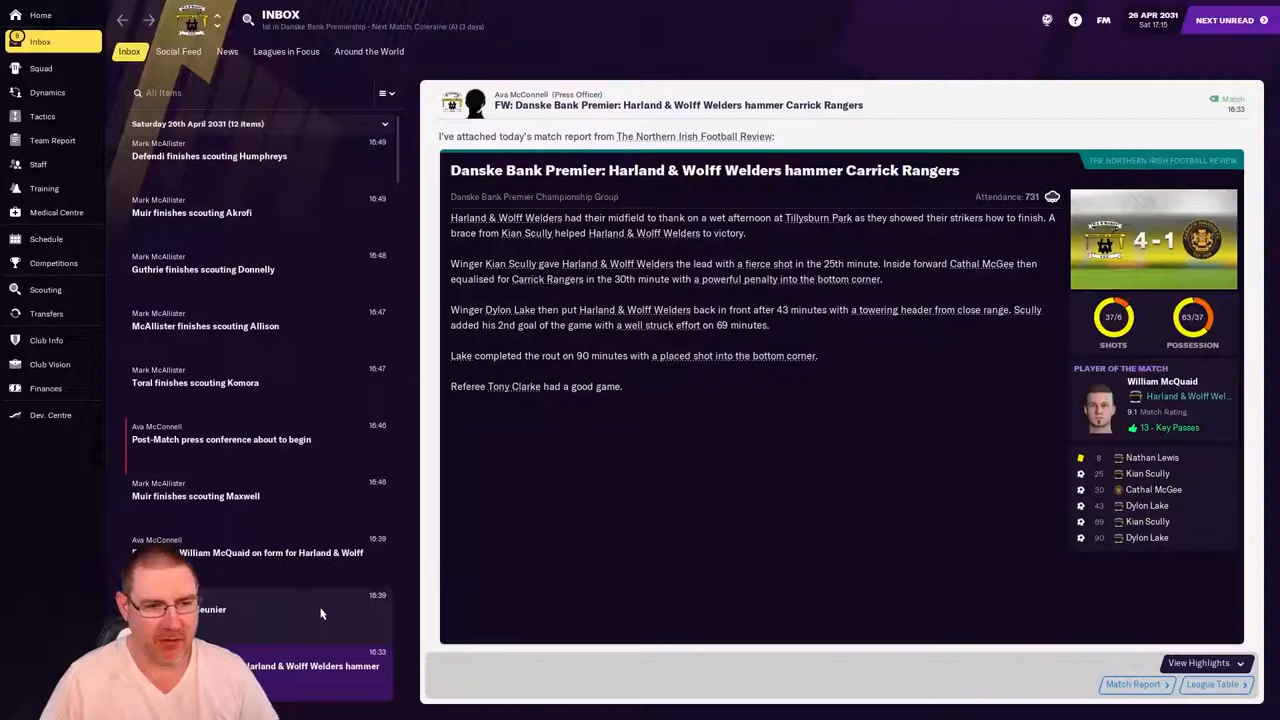 Home
INBOX
1st in Danske Bank Premiership - Next Match: Coleraine (A) (3 days)
FM
26 APR 2031
Sat 17:15
NEXT UNREAD
Inbox
Squad
Dynamics
Tactics
Team Report
Staff
Training
Medical Centre
Schedule
Competitions
Scouting
Transfers
Club Info
Club Vision
Finances
Dev. Centre
Inbox
Social Feed
News
Leagues in Focus
Around the World
All Items
Saturday 26th April 2031 (12 items)
Mark McAllister
16:49
Defendi finishes scouting Humphreys
Mark McAllister
16:49
Muir finishes scouting Akrofi
Mark McAllister
16:48
Guthrie finishes scouting Donnelly
Mark McAllister
16:47
McAllister finishes scouting Allison
Mark McAllister
16:47
Toral finishes scouting Komora
Ava McConnell
16:46
Post-Match press conference about to begin
Mark McAllister
16:46
Muir finishes scouting Maxwell
Ava McConnell
16:39
William McQuaid on form for Harland & Wolff
16:39
16:33
Harland & Wolff Welders hammer
Ava McConnell (Press Officer)
FW: Danske Bank Premier: Harland & Wolff Welders hammer Carrick Rangers
Match
16:33
I've attached today's match report from The Northern Irish Football Review:
THE NORTHERN IRISH FOOTBALL REVIEW
Danske Bank Premier: Harland & Wolff Welders hammer Carrick Rangers
Danske Bank Premier Championship Group
Attendance: 731
Harland & Wolff Welders had their midfield to thank on a wet afternoon at Tillysburn Park as they showed their strikers how to finish. A
brace from Kian Scully helped Harland & Wolff Welders to victory.
Winger Kian Scully gave Harland & Wolff Welders the lead with a fierce shot in the 25th minute. Inside forward Cathal McGee then
equalised for Carrick Rangers in the 30th minute with a powerful penalty into the bottom corner.
Winger Dylon Lake then put Harland & Wolff Welders back in front after 43 minutes with a towering header from close range. Scully
added his 2nd goal of the game with a well struck effort on 69 minutes.
Lake completed the rout on 90 minutes with a placed shot into the bottom corner.
Referee Tony Clarke had a good game.
4-1
37/6
63/37
SHOTS
POSSESSION
PLAYER OF THE MATCH
William McQuaid
Harland & Wolff Wel...
9.1 Match Rating
13 - Key Passes
8 Nathan Lewis
25 Kian Scully
30 Cathal McGee
43 Dylon Lake
69 Kian Scully
90 Dylon Lake
View Highlights
Match Report
League Table